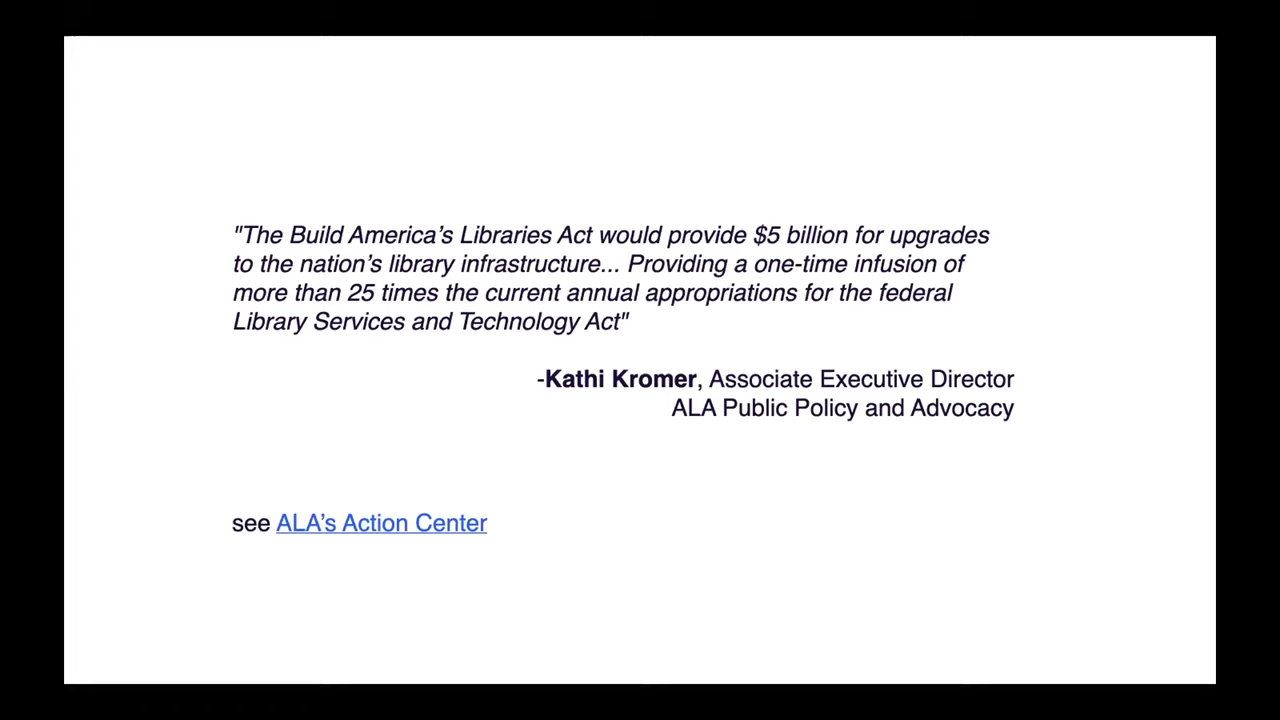 "The Build America’s Libraries Act would provide $5 billion for upgrades
to the nation’s library infrastructure... Providing a one-time infusion of
more than 25 times the current annual appropriations for the federal
Library Services and Technology Act"
-Kathi Kromer, Associate Executive Director
ALA Public Policy and Advocacy
see ALA’s Action Center